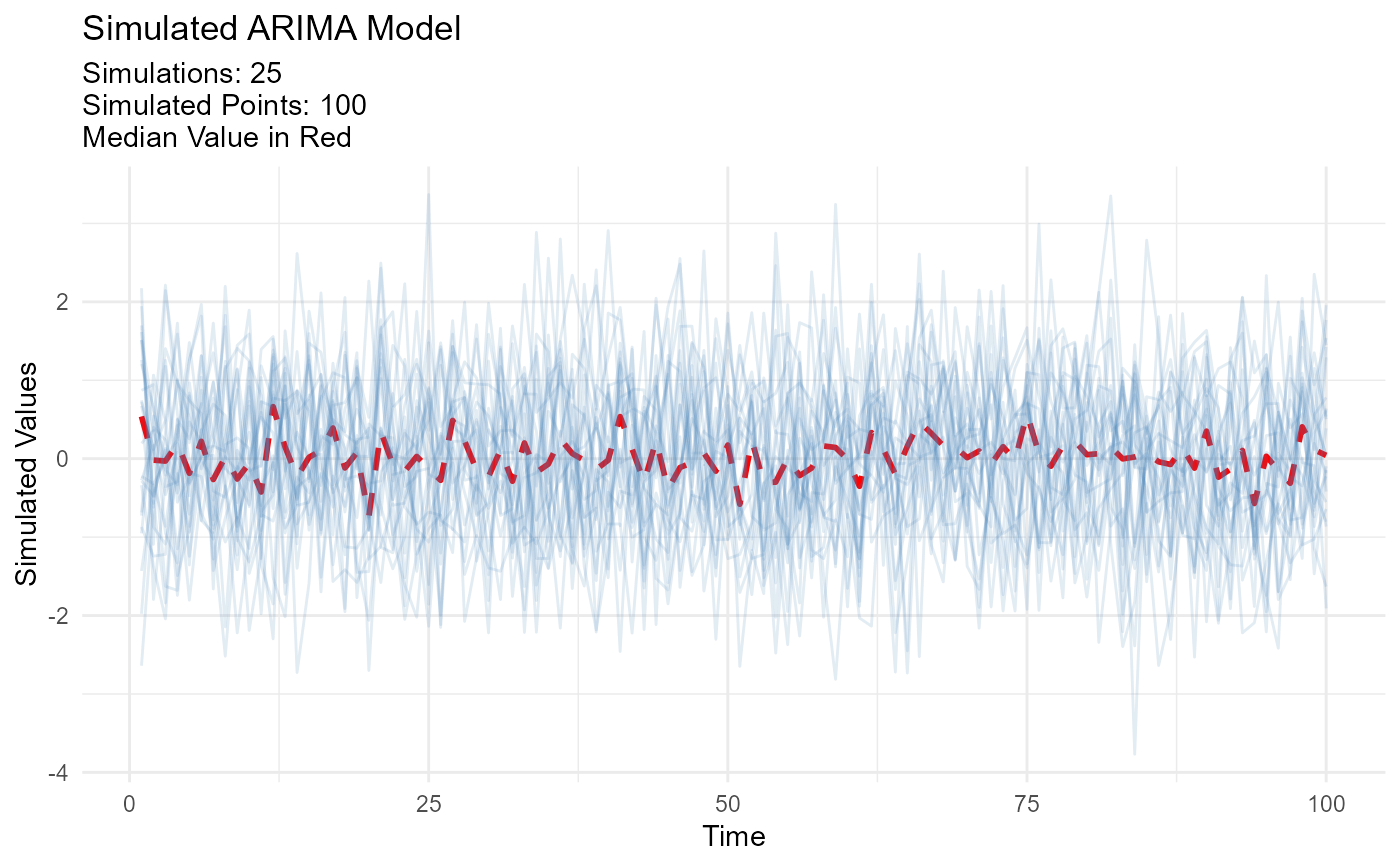 Simulated ARIMA Model
Simulations: 25
Simulated Points: 100
Median Value in Red
Simulated Values
2
0
-2
-4
0
25
50
75
100
Time